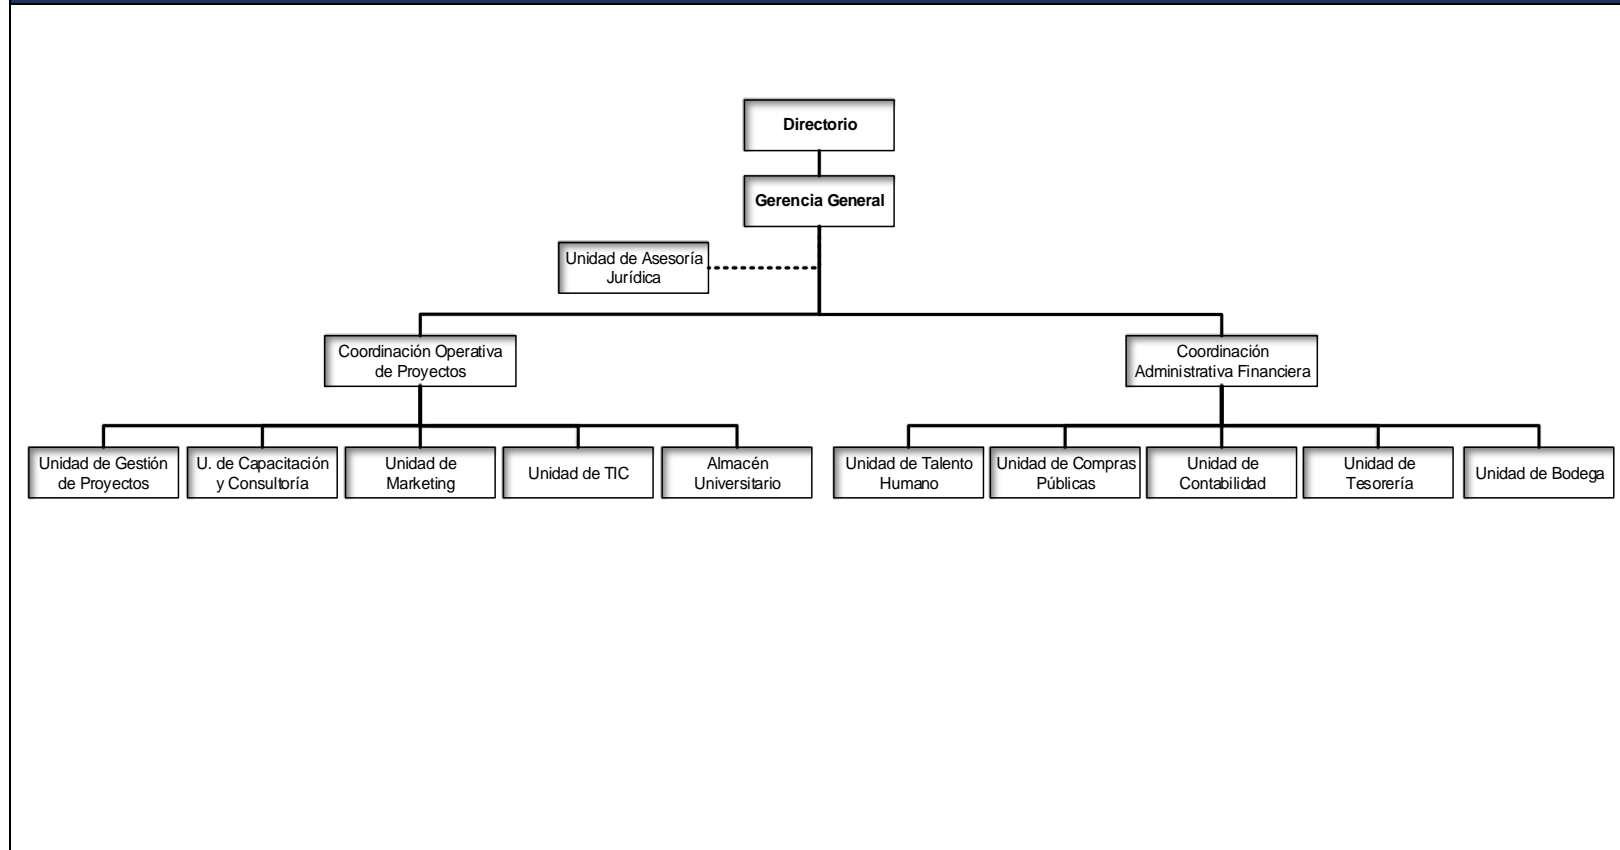 Directorio
Gerencia General
Unidad de Asesoría
Jurídica
Coordinación Operativa
de Proyectos
Coordinación
Administrativa Financiera
Unidad de Gestión
de Proyectos
U. de Capacitación
y Consultoría
Unidad de
Marketing
Unidad de TIC
Almacén
Universitario
Unidad de Talento
Humano
Unidad de Compras
Públicas
Unidad de
Contabilidad
Unidad de
Tesorería
Unidad de Bodega